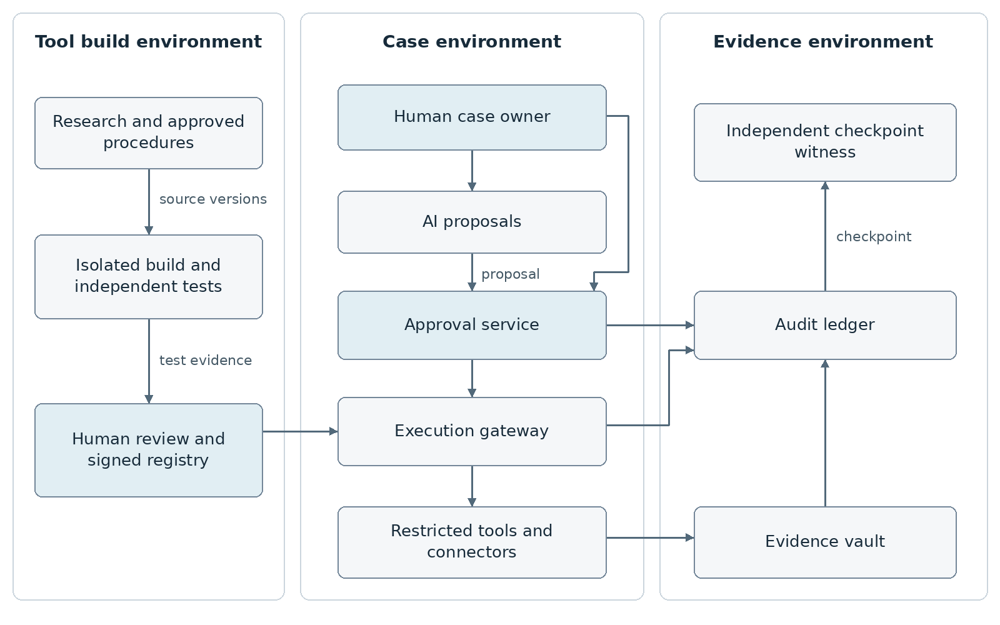 Tool build environment
Research and approved
procedures
source versions
Isolated build and
independent tests
test evidence
Human review and
signed registry
Case environment
Human case owner
AI proposals
proposal
Approval service
Execution gateway
Restricted tools and
connectors
Evidence environment
Independent checkpoint
witness
checkpoint
Audit ledger
Evidence vault